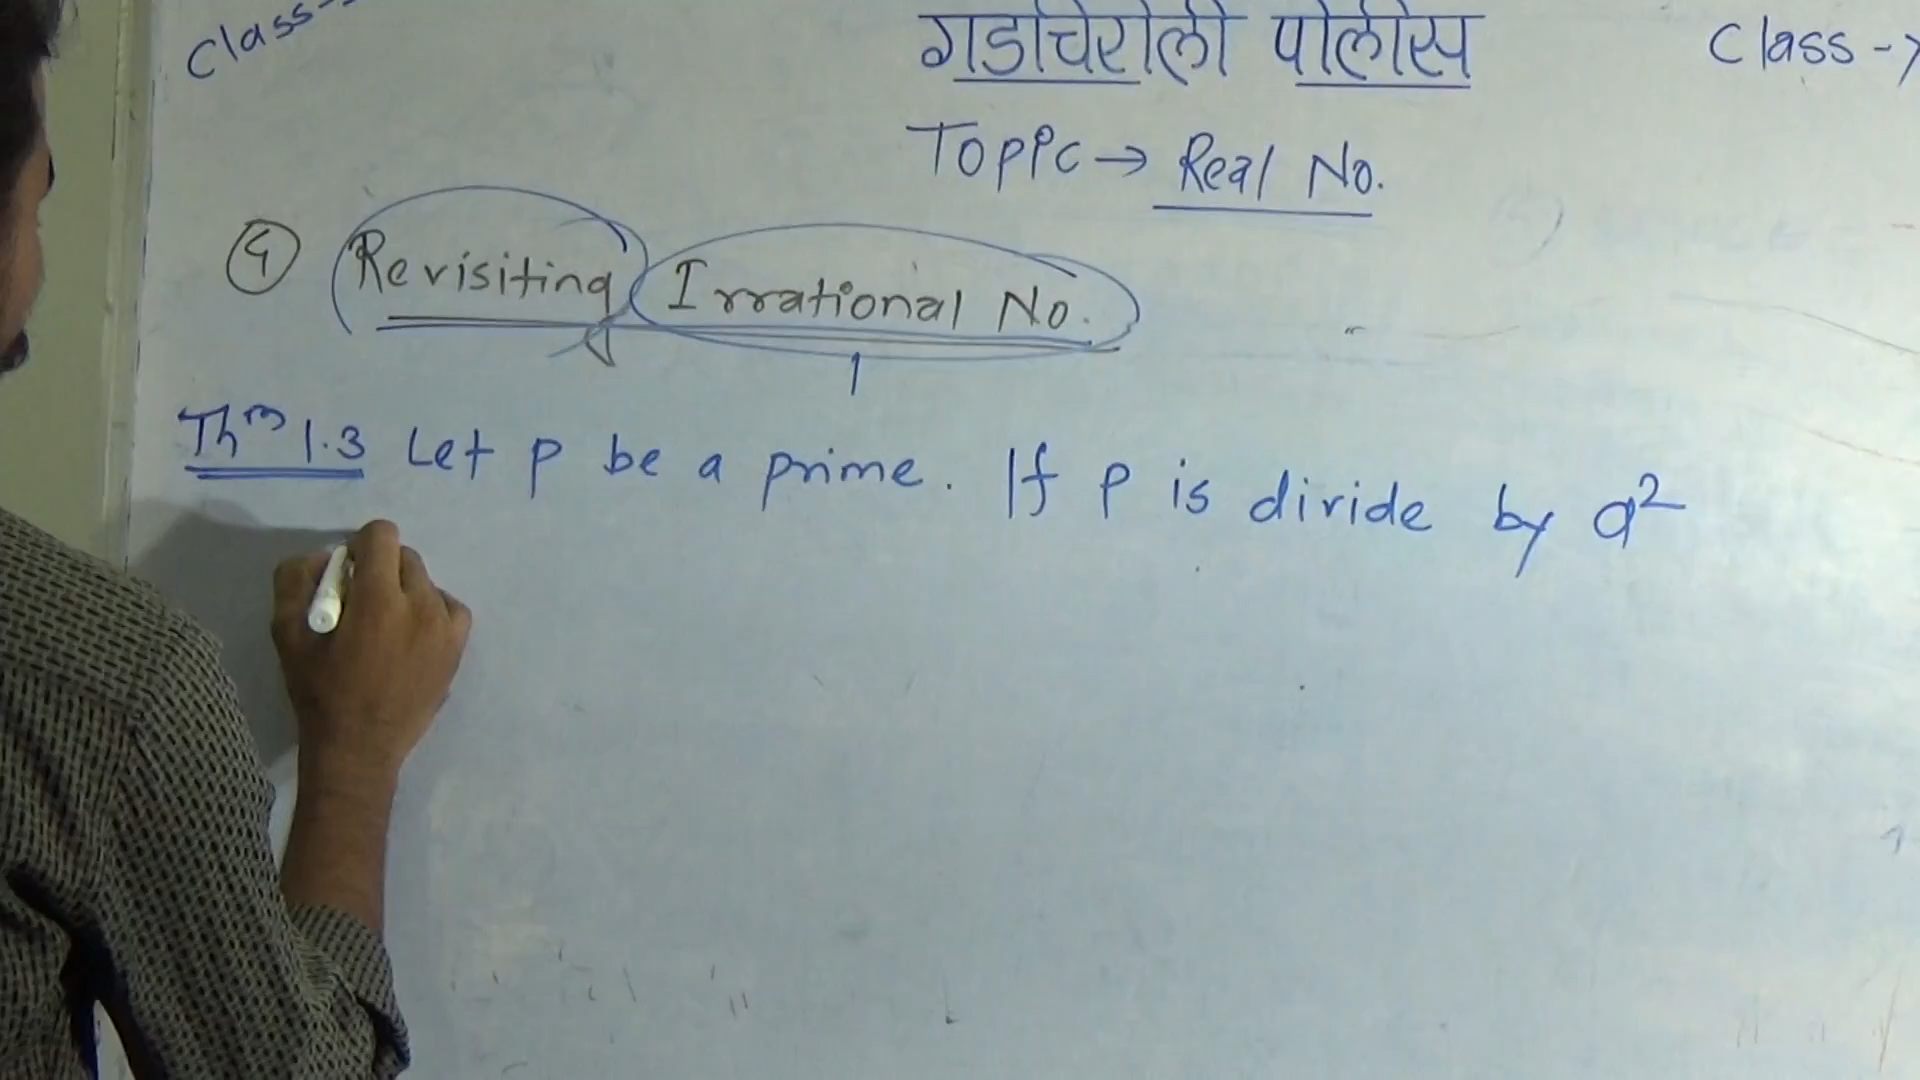 Class-
गडचिरोली पोलीस
Class-X
Topic → Real No.
④ Revisiting Irrational No.
Thm 1.3 Let p be a prime. If p is divide by a²